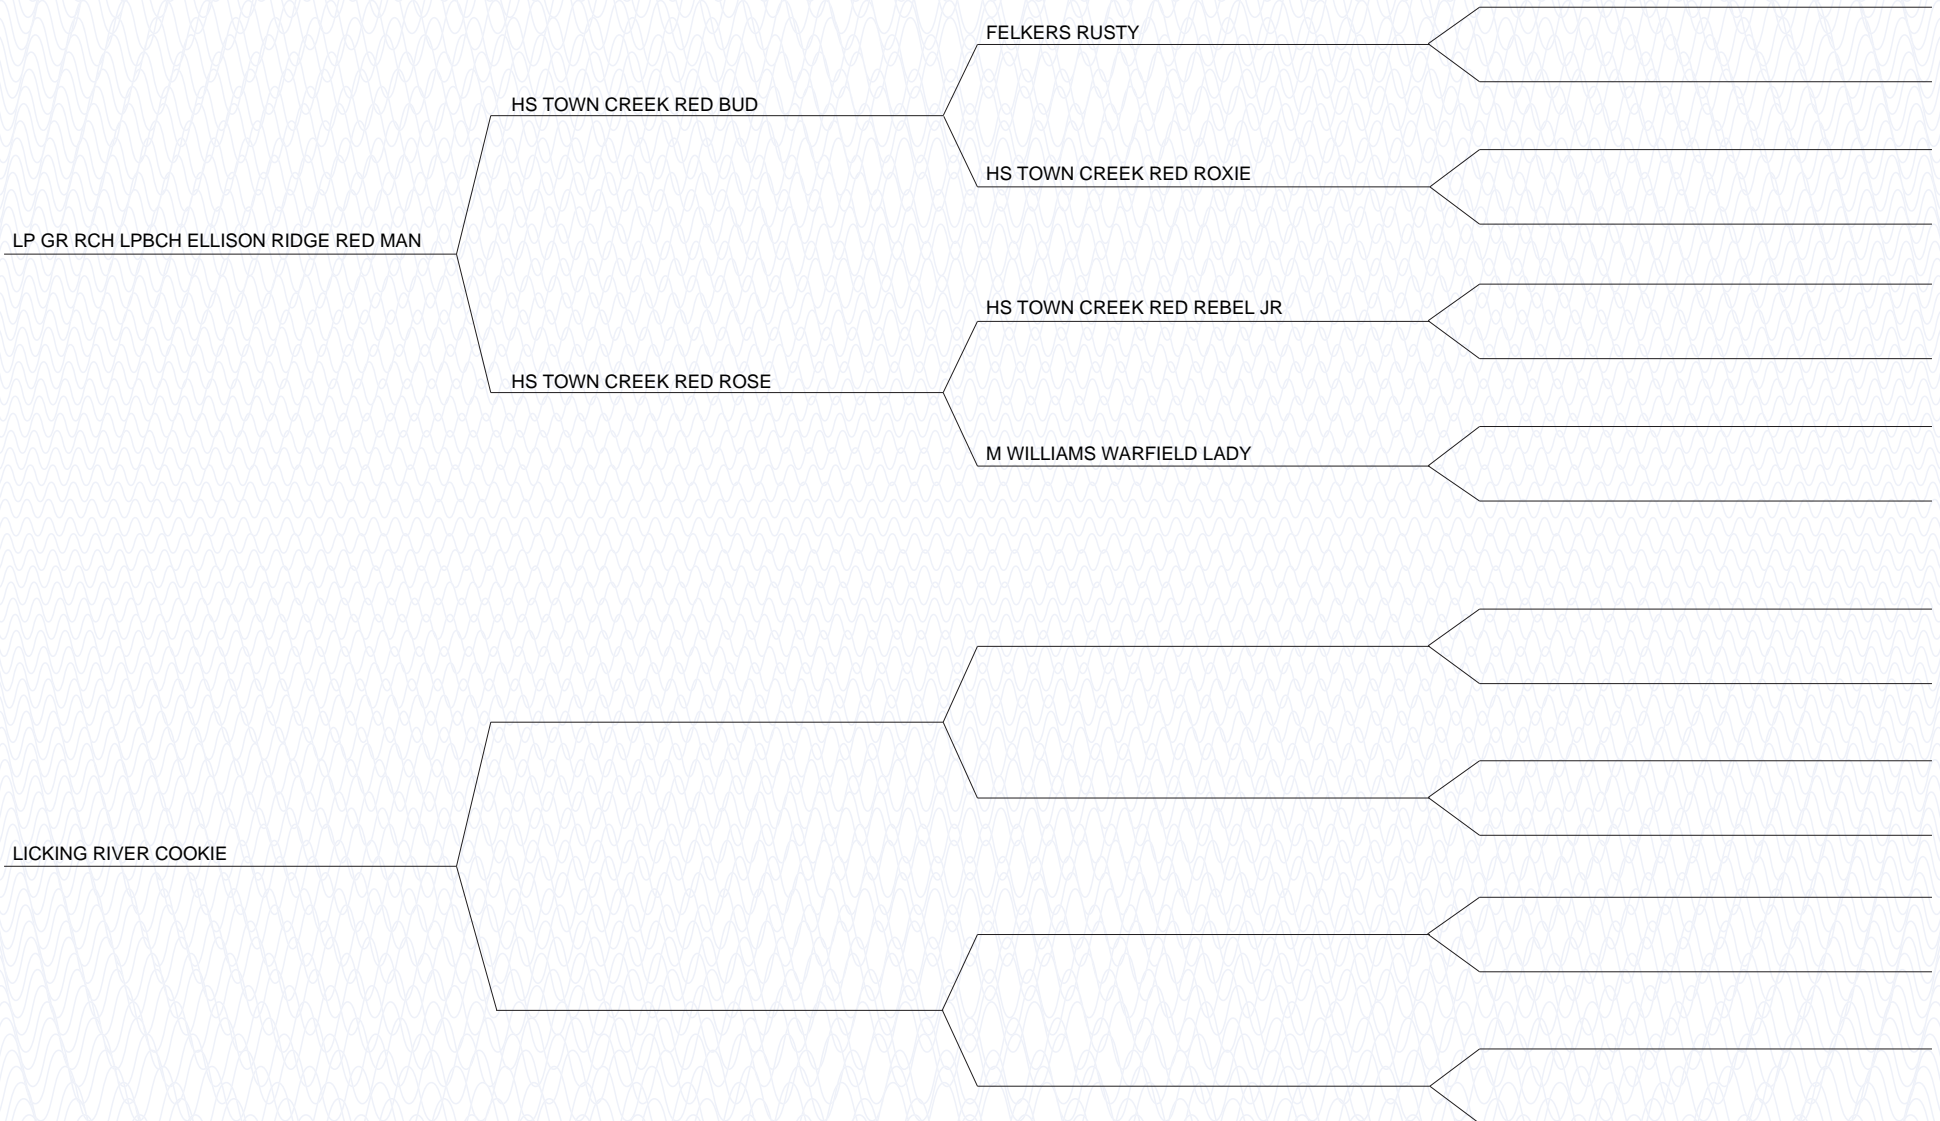 FELKERS RUSTY
HS TOWN CREEK RED BUD
HS TOWN CREEK RED ROXIE
LP GR RCH LPBCH ELLISON RIDGE RED MAN
HS TOWN CREEK RED REBEL JR
HS TOWN CREEK RED ROSE
M WILLIAMS WARFIELD LADY
LICKING RIVER COOKIE